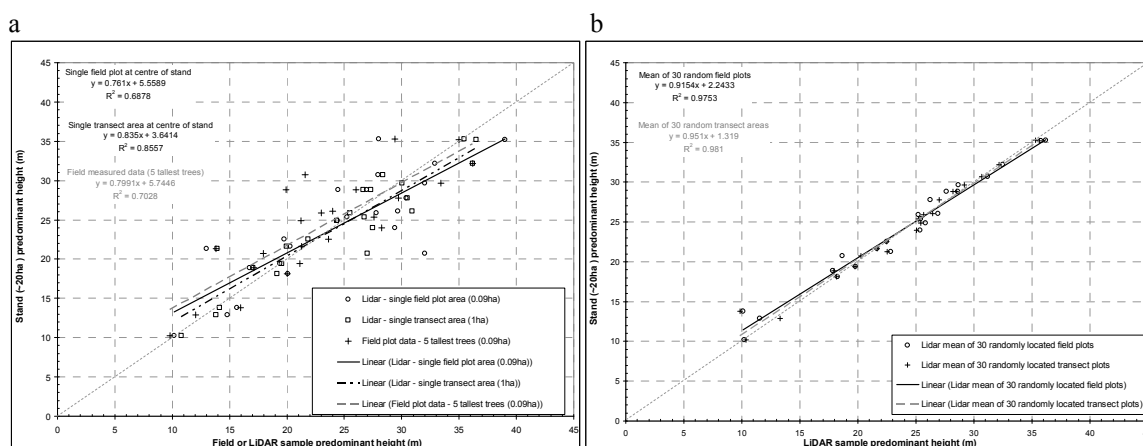 a
b
Single field plot at centre of stand
y = 0.761x + 5.5589
R² = 0.6878
Single transect area at centre of stand
y = 0.835x + 3.6414
R² = 0.8557
Field measured data (5 tallest trees)
y = 0.7991x + 5.7446
R² = 0.7028
Stand (~20ha) predominant height (m)
45
40
35
30
25
20
15
10
5
0
0 5 10 15 20 25 30 35 40 45
Field or LiDAR sample predominant height (m)
Lidar - single field plot area (0.09ha)
Lidar - single transect area (1ha)
Field plot data - 5 tallest trees (0.09ha)
Linear (Lidar - single field plot area (0.09ha))
Linear (Lidar - single transect area (1ha))
Linear (Field plot data - 5 tallest trees (0.09ha))
Mean of 30 random field plots
y = 0.9154x + 2.2433
R² = 0.9753
Mean of 30 random transect areas
y = 0.951x + 1.319
R² = 0.981
Stand (~20ha) predominant height (m)
45
40
35
30
25
20
15
10
5
0
0 5 10 15 20 25 30 35 40 45
LiDAR sample predominant height (m)
Lidar mean of 30 randomly located field plots
Lidar mean of 30 randomly located transect plots
Linear (Lidar mean of 30 randomly located field plots)
Linear (Lidar mean of 30 randomly located transect plots)